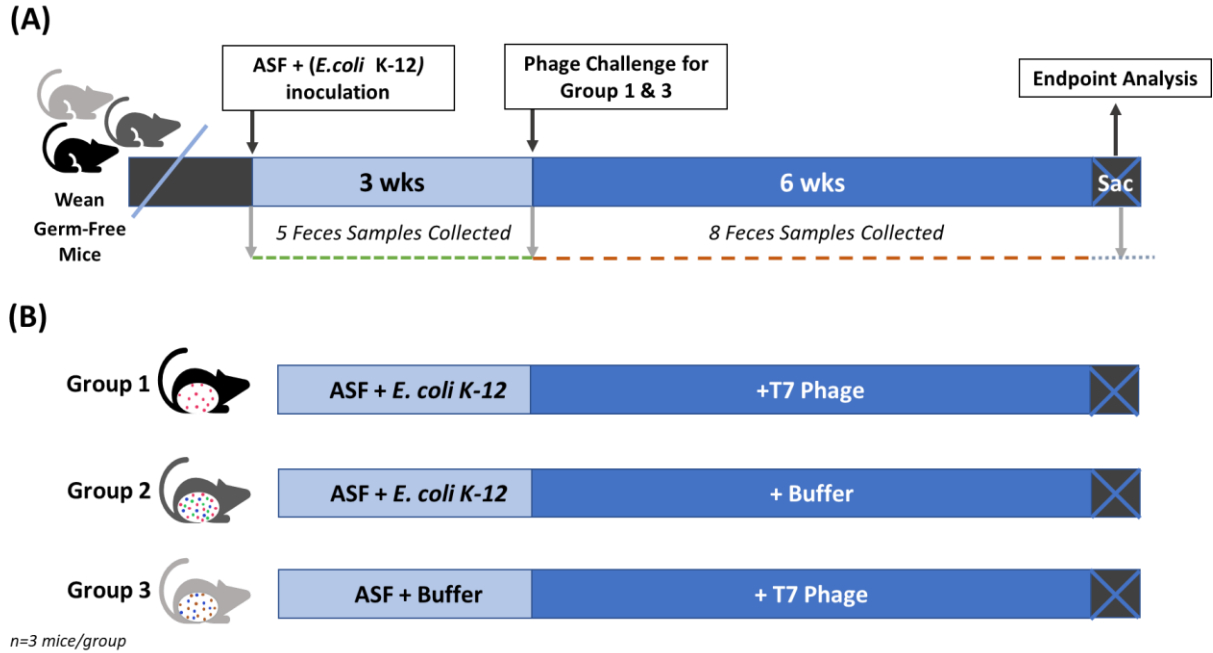 (A)
ASF + (E.coli K-12)
inoculation
Phage Challenge for
Group 1 & 3
Endpoint Analysis
Wean
Germ-Free
Mice
3 wks
6 wks
Sac
5 Feces Samples Collected
8 Feces Samples Collected
(B)
Group 1
ASF + E. coli K-12
+T7 Phage
Group 2
ASF + E. coli K-12
+ Buffer
Group 3
ASF + Buffer
+ T7 Phage
n=3 mice/group